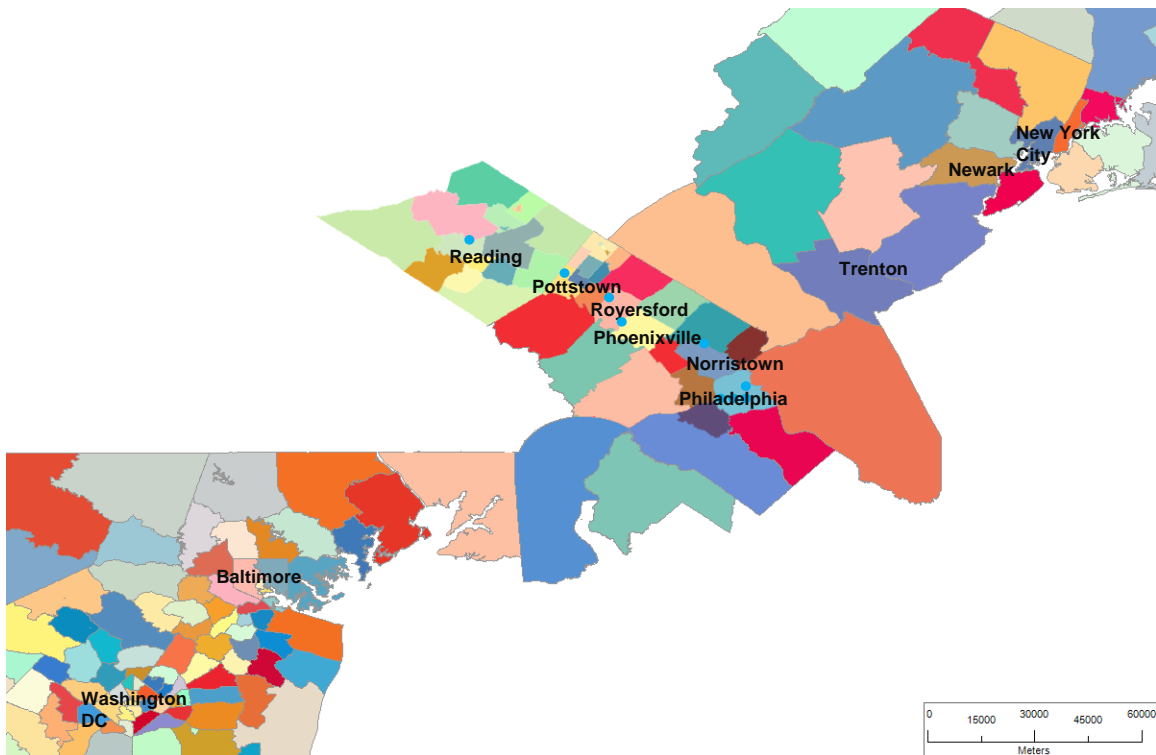 New York
City
Newark
Reading
Trenton
Pottstown
Royersford
Phoenixville
Norristown
Philadelphia
Baltimore
Washington
DC
0 15000 30000 45000 60000
Meters